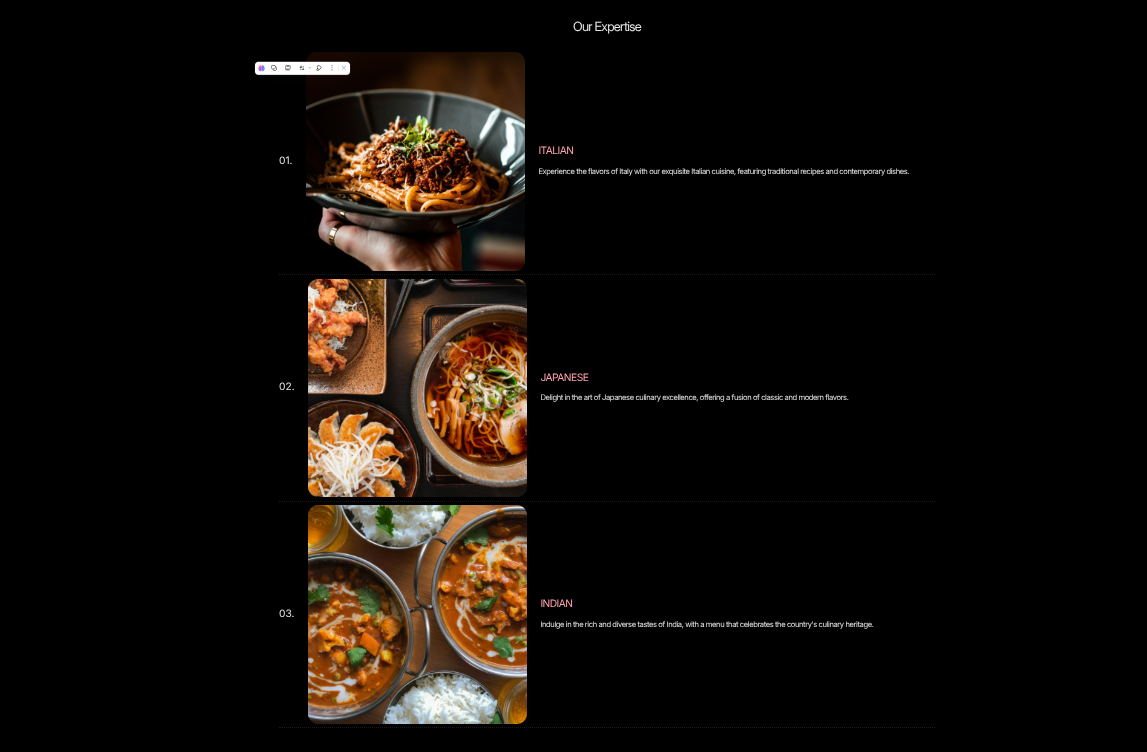 Our Expertise
01.
ITALIAN
Experience the flavors of Italy with our exquisite Italian cuisine, featuring traditional recipes and contemporary dishes.
02.
JAPANESE
Delight in the art of Japanese culinary excellence, offering a fusion of classic and modern flavors.
03.
INDIAN
Indulge in the rich and diverse tastes of India, with a menu that celebrates the country's culinary heritage.